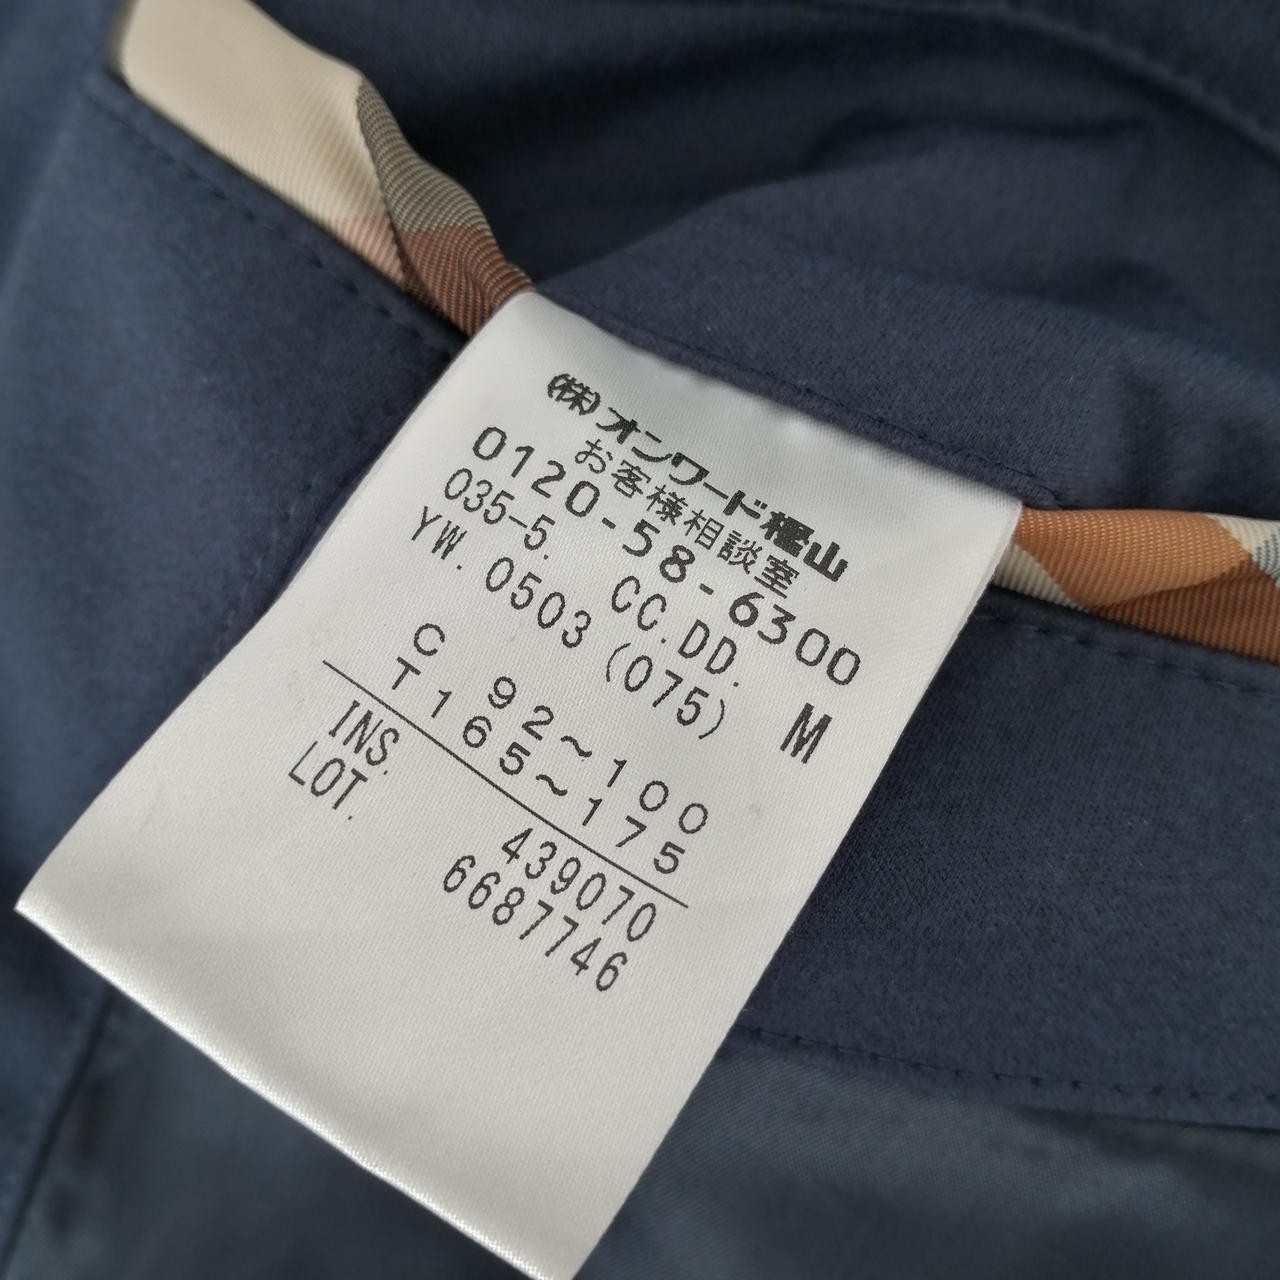 (株)オンワード樫山
お客様相談室
0120-58-6300
035-5. CC.DD.
YW. 0503 (075) M
C 92~100
T165~175
INS. 439070
LOT. 6687746